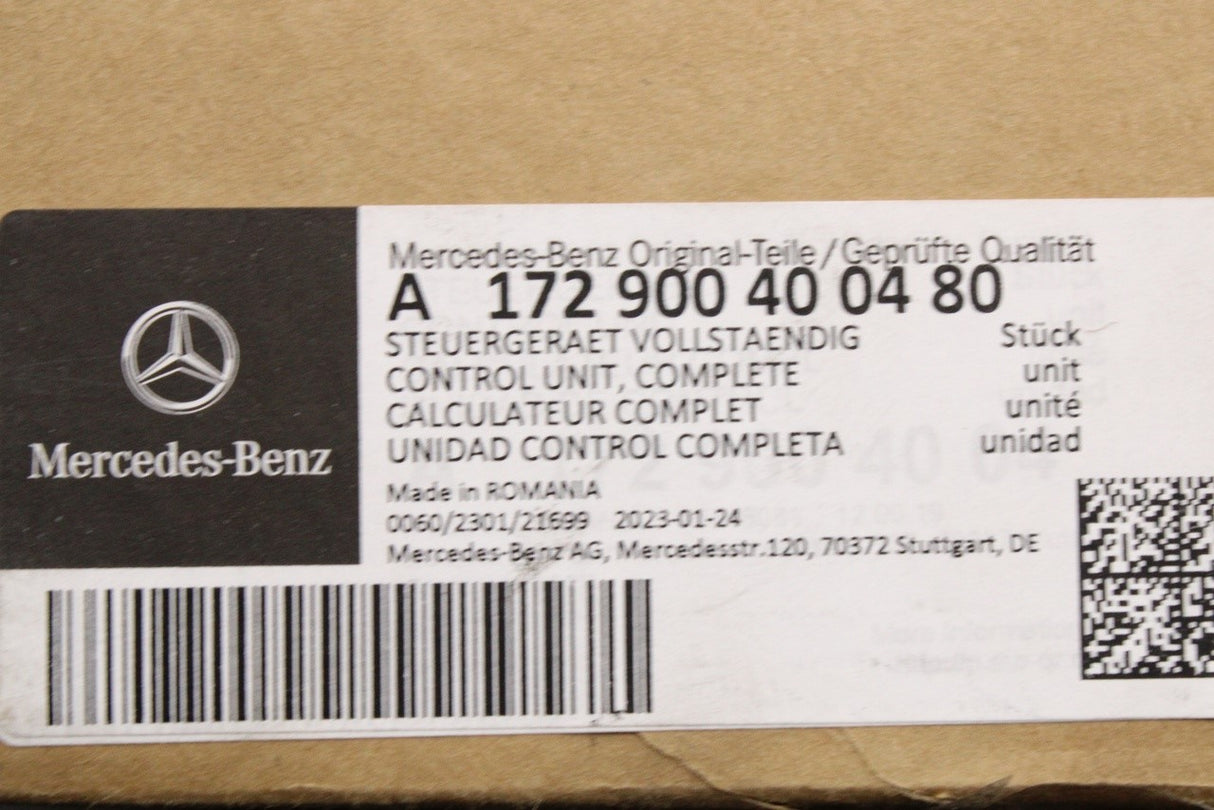 Mercedes-Benz
Mercedes-Benz Original-Teile / Geprüfte Qualität
A 172 900 40 04 80
STEUERGERAET VOLLSTAENDIG Stück
CONTROL UNIT, COMPLETE unit
CALCULATEUR COMPLET unité
UNIDAD CONTROL COMPLETA unidad
Made in ROMANIA
0060/2301/21699 2023-01-24
Mercedes-Benz AG, Mercedesstr.120, 70372 Stuttgart, DE